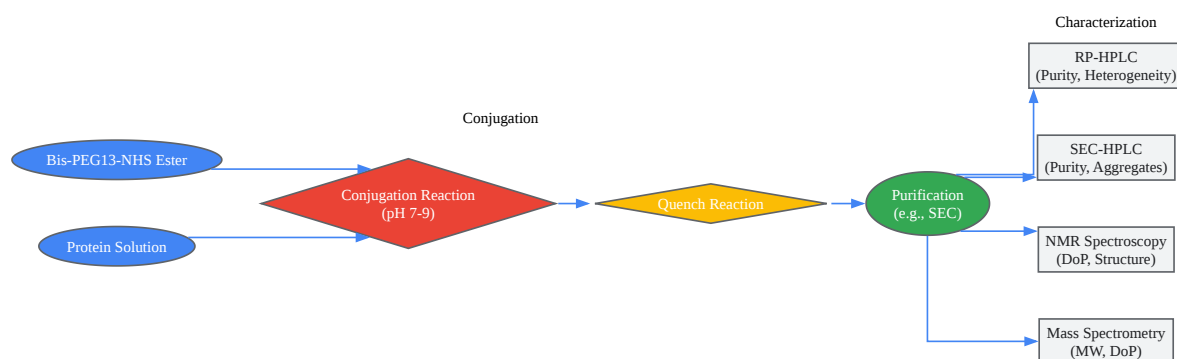 Characterization
RP-HPLC
(Purity, Heterogeneity)
Conjugation
SEC-HPLC
(Purity, Aggregates)
Bis-PEG13-NHS Ester
Conjugation Reaction
(pH 7-9)
Quench Reaction
Purification
(e.g., SEC)
Protein Solution
NMR Spectroscopy
(DoP, Structure)
Mass Spectrometry
(MW, DoP)